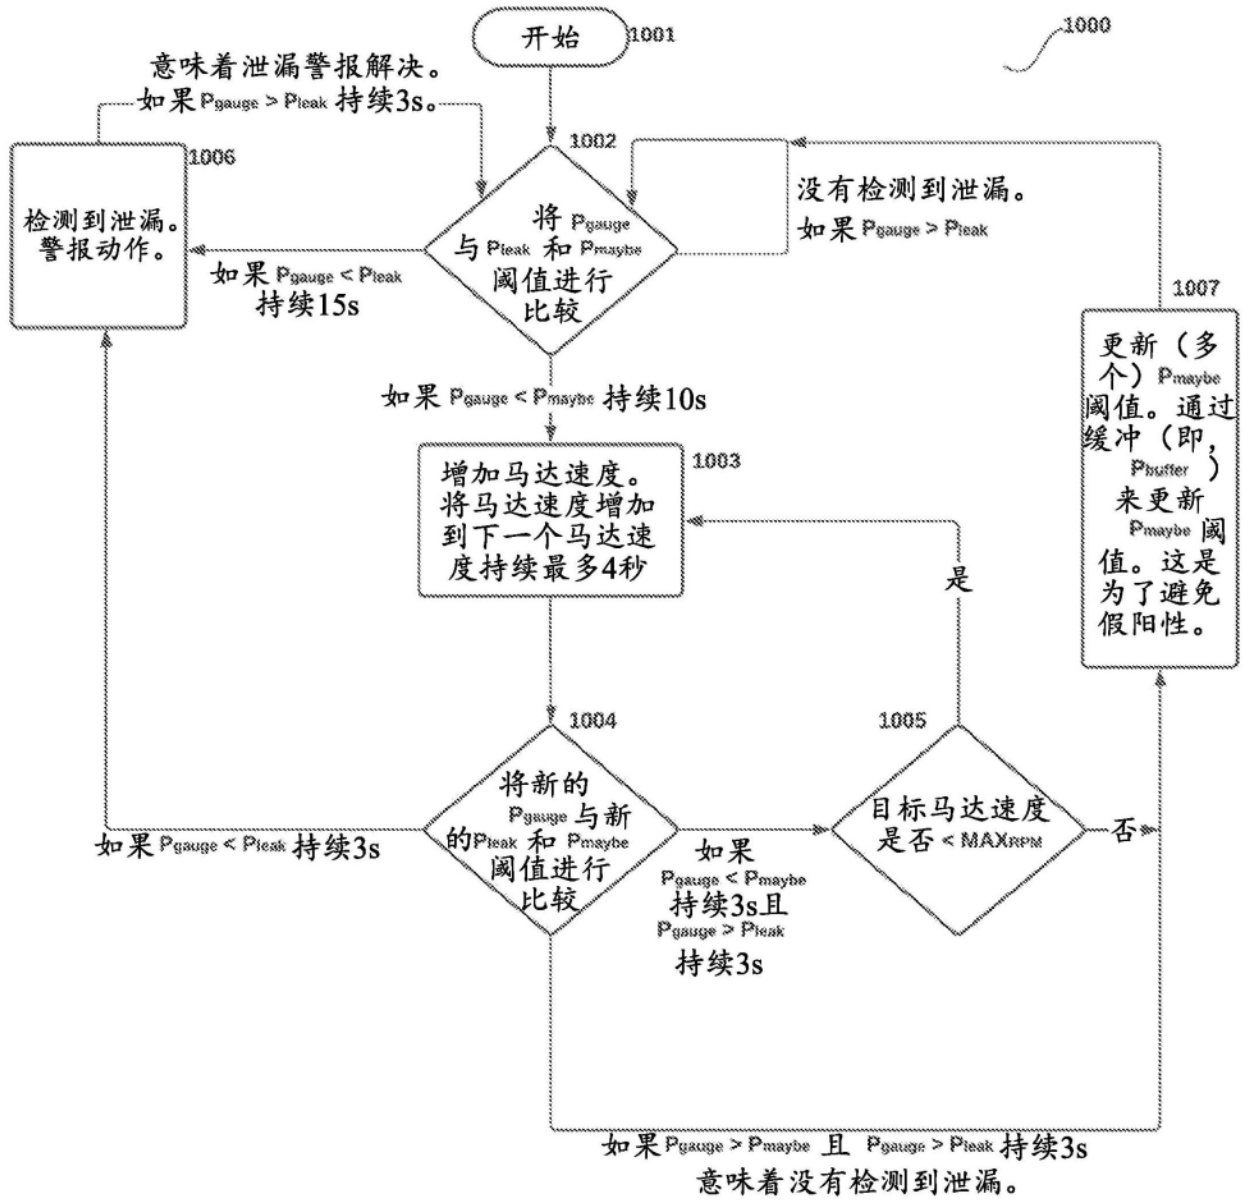 开始
1001
1000
意味着泄漏警报解决。
如果 Pgauge > Pleak 持续3s。
1002
1006
检测到泄漏。
警报动作。
将 Pgauge
与 Pleak 和 Pmaybe
阈值进行
比较
没有检测到泄漏。
如果 Pgauge > Pleak
如果 Pgauge < Pleak
持续15s
1007
更新（多
个）Pmaybe
阈值。通过
缓冲（即，
Pbuffer ）
来更新
Pmaybe 阈
值。这是
为了避免
假阳性。
如果 Pgauge < Pmaybe 持续10s
1003
增加马达速度。
将马达速度增加
到下一个马达速
度持续最多4秒
是
1004
将新的
Pgauge 与新
的Pleak 和 Pmaybe
阈值进行
比较
1005
目标马达速度
是否 < MAXRPM
否
如果 Pgauge < Pleak 持续3s
如果
Pgauge < Pmaybe
持续3s且
Pgauge > Pleak
持续3s
如果 Pgauge > Pmaybe 且 Pgauge > Pleak 持续3s
意味着没有检测到泄漏。